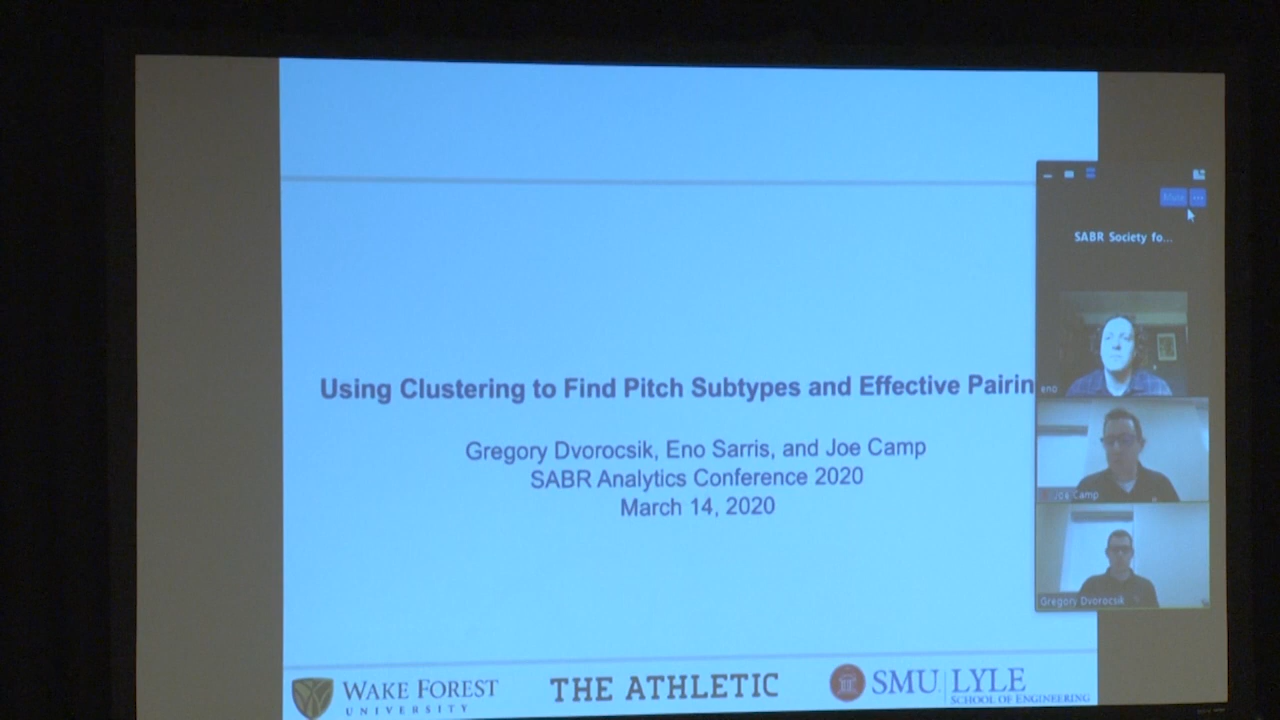 SABR Society fo...
eno
Using Clustering to Find Pitch Subtypes and Effective Pairin
Gregory Dvorocsik, Eno Sarris, and Joe Camp
SABR Analytics Conference 2020
March 14, 2020
Joe Camp
Gregory Dvorocsik
WAKE FOREST
UNIVERSITY
THE ATHLETIC
SMU LYLE
SCHOOL OF ENGINEERING